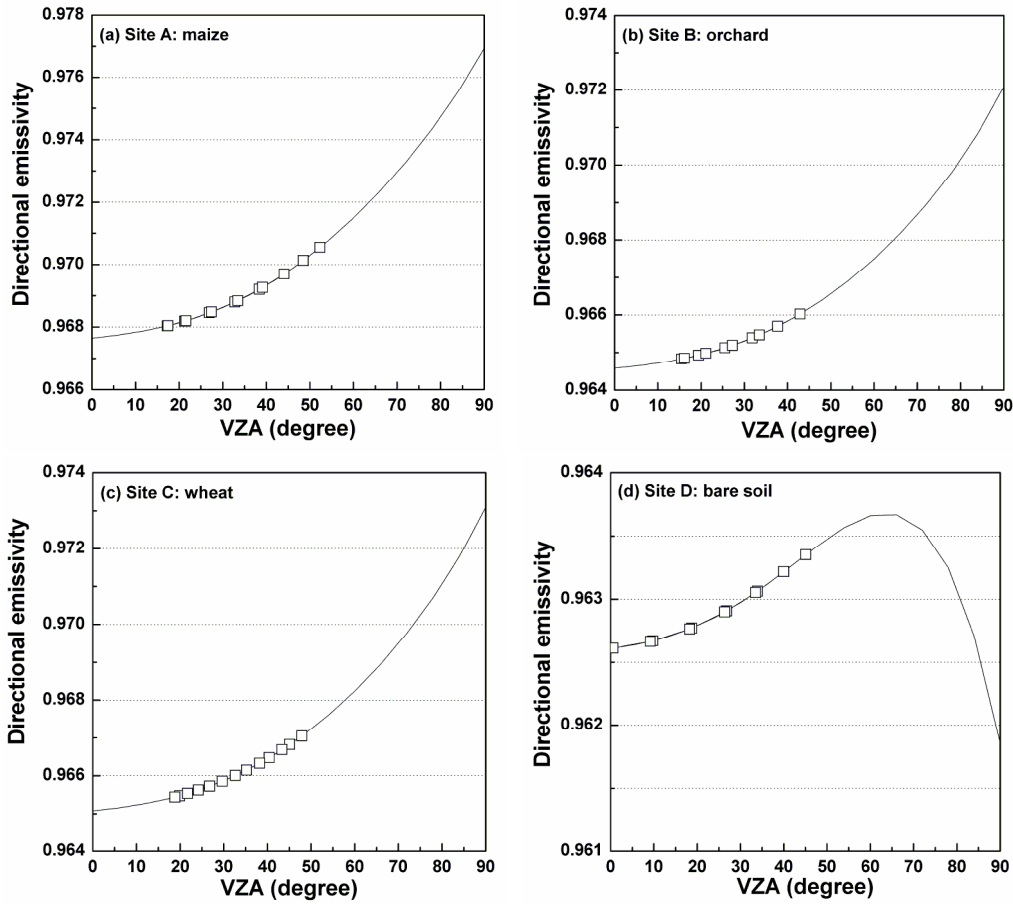 (a) Site A: maize
Directional emissivity
0.978
0.976
0.974
0.972
0.970
0.968
0.966
0 10 20 30 40 50 60 70 80 90
VZA (degree)
(b) Site B: orchard
Directional emissivity
0.974
0.972
0.970
0.968
0.966
0.964
0 10 20 30 40 50 60 70 80 90
VZA (degree)
(c) Site C: wheat
Directional emissivity
0.974
0.972
0.970
0.968
0.966
0.964
0 10 20 30 40 50 60 70 80 90
VZA (degree)
(d) Site D: bare soil
Directional emissivity
0.964
0.963
0.962
0.961
0 10 20 30 40 50 60 70 80 90
VZA (degree)